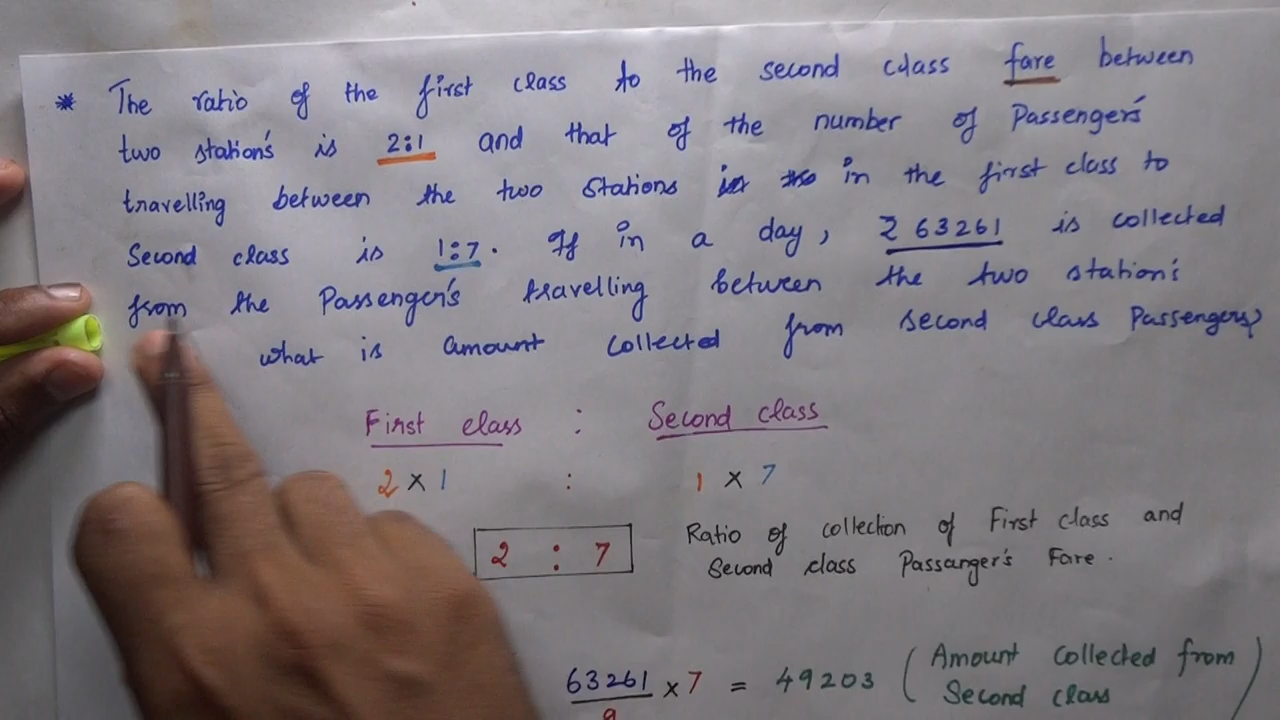 * The ratio of the first class to the second class fare between
two station's is 2:1 and that of the number of Passenger's
travelling between the two stations in the first class to
Second class is 1:7. If in a day, ₹ 63261 is collected
from the Passenger's travelling between the two station's
what is amount collected from second class Passengers?
First class : Second class
2 x 1 : 1 x 7
2 : 7 Ratio of collection of First class and
Second class Passanger's Fare.
63261/9 x 7 = 49203 (Amount collected from
Second class)